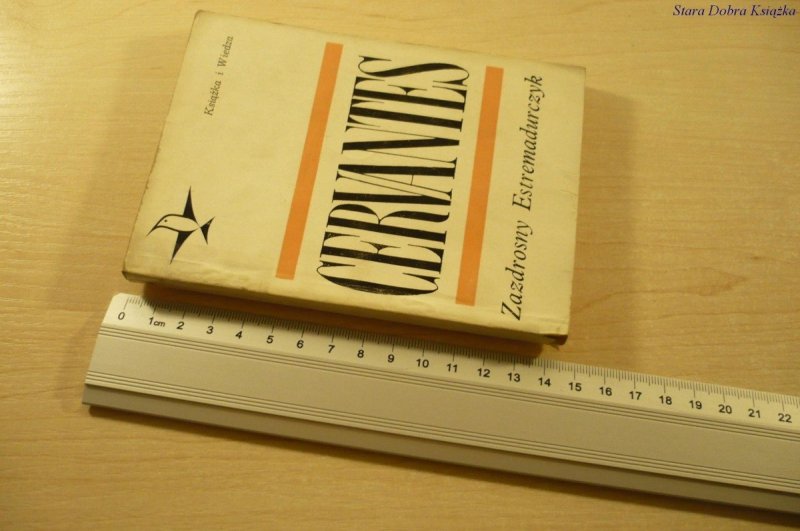 Stara Dobra Książka
Książka i Wiedza
CERVANTES
Zazdrosny Estremadurczyk
0 1cm 2 3 4 5 6 7 8 9 10 11 12 13 14 15 16 17 18 19 20 21 22